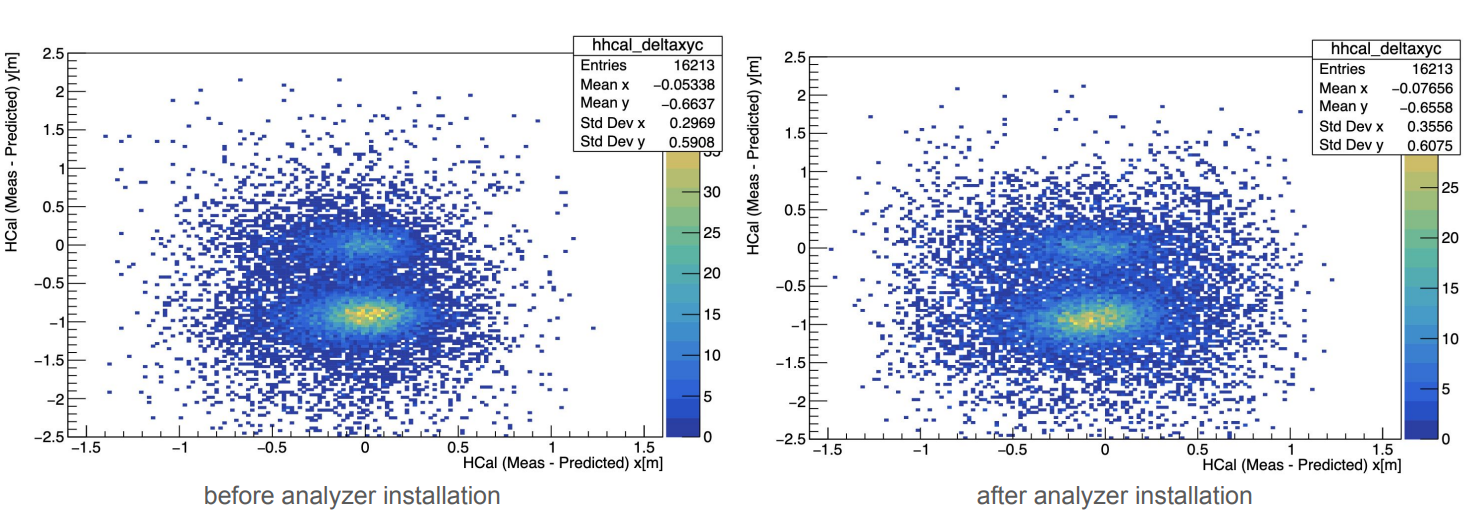 hhcal_deltaxyc
Entries 16213
Mean x −0.05338
Mean y −0.6637
Std Dev x 0.2969
Std Dev y 0.5908
HCal (Meas - Predicted) y[m]
2.5
2
1.5
1
0.5
0
−0.5
−1
−1.5
−2
−2.5
−1.5 −1 −0.5 0 0.5 1 1.5
HCal (Meas - Predicted) x[m]
35
30
25
20
15
10
5
0
before analyzer installation
hhcal_deltaxyc
Entries 16213
Mean x −0.07656
Mean y −0.6558
Std Dev x 0.3556
Std Dev y 0.6075
HCal (Meas - Predicted) y[m]
2.5
2
1.5
1
0.5
0
−0.5
−1
−1.5
−2
−2.5
−1.5 −1 −0.5 0 0.5 1 1.5
HCal (Meas - Predicted) x[m]
25
20
15
10
5
0
after analyzer installation